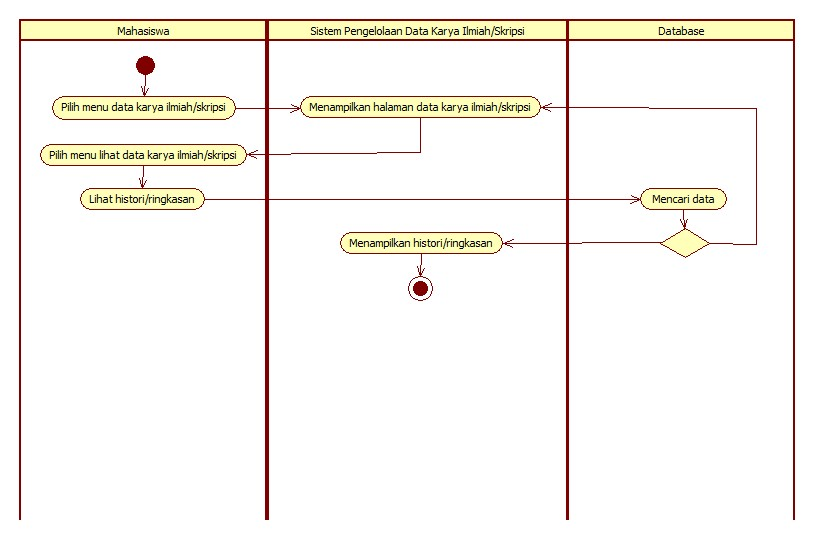 Mahasiswa
Sistem Pengelolaan Data Karya Ilmiah/Skripsi
Database
Pilih menu data karya ilmiah/skripsi
Menampilkan halaman data karya ilmiah/skripsi
Pilih menu lihat data karya ilmiah/skripsi
Lihat histori/ringkasan
Mencari data
Menampilkan histori/ringkasan